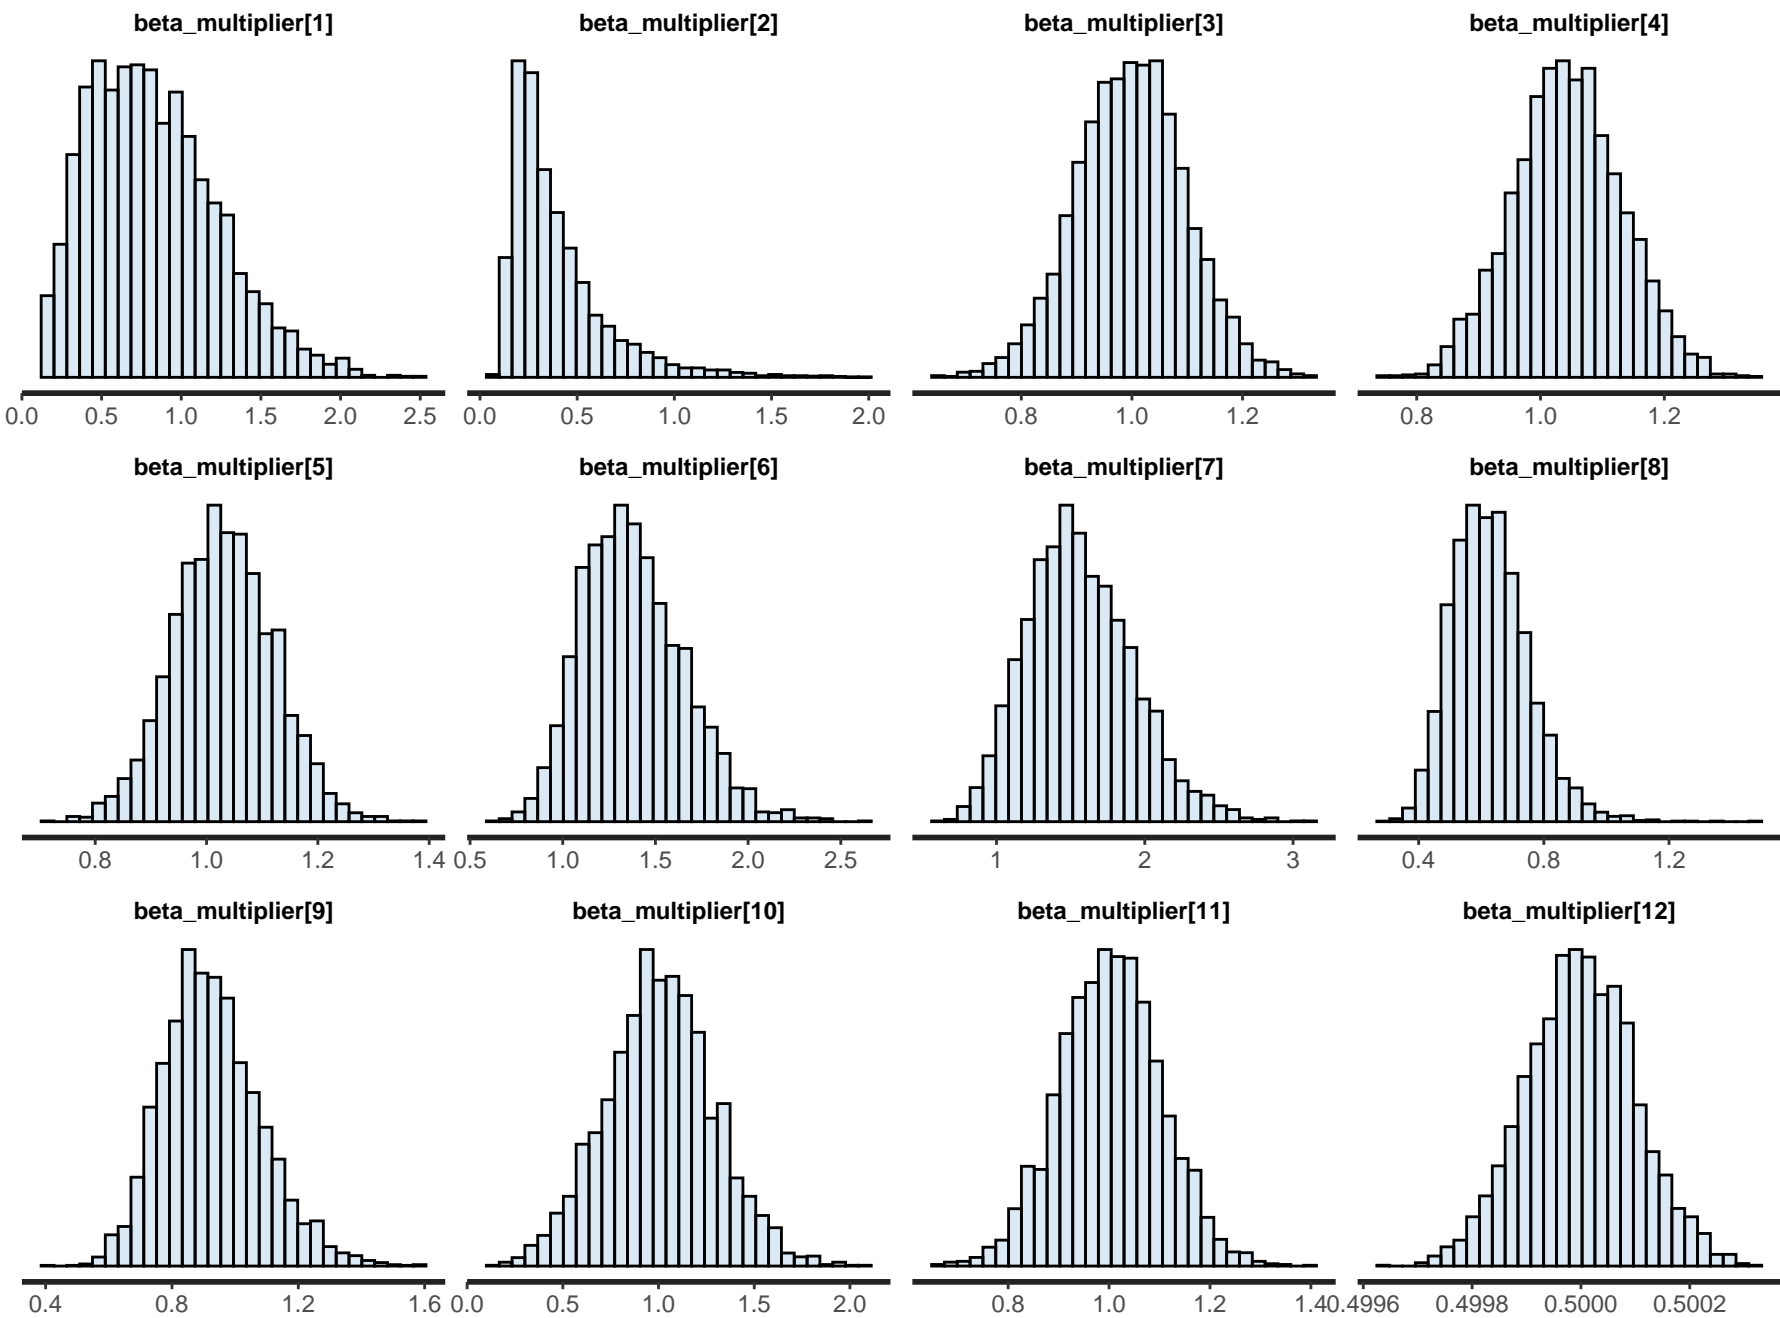 beta_multiplier[1] beta_multiplier[2] beta_multiplier[3] beta_multiplier[4]
0.0 0.5 1.0 1.5 2.0 2.5 0.0 0.5 1.0 1.5 2.0 0.8 1.0 1.2 0.8 1.0 1.2
beta_multiplier[5] beta_multiplier[6] beta_multiplier[7] beta_multiplier[8]
0.8 1.0 1.2 1.4 0.5 1.0 1.5 2.0 2.5 1 2 3 0.4 0.8 1.2
beta_multiplier[9] beta_multiplier[10] beta_multiplier[11] beta_multiplier[12]
0.4 0.8 1.2 1.6 0.0 0.5 1.0 1.5 2.0 0.8 1.0 1.2 1.4 0.4996 0.4998 0.5000 0.5002